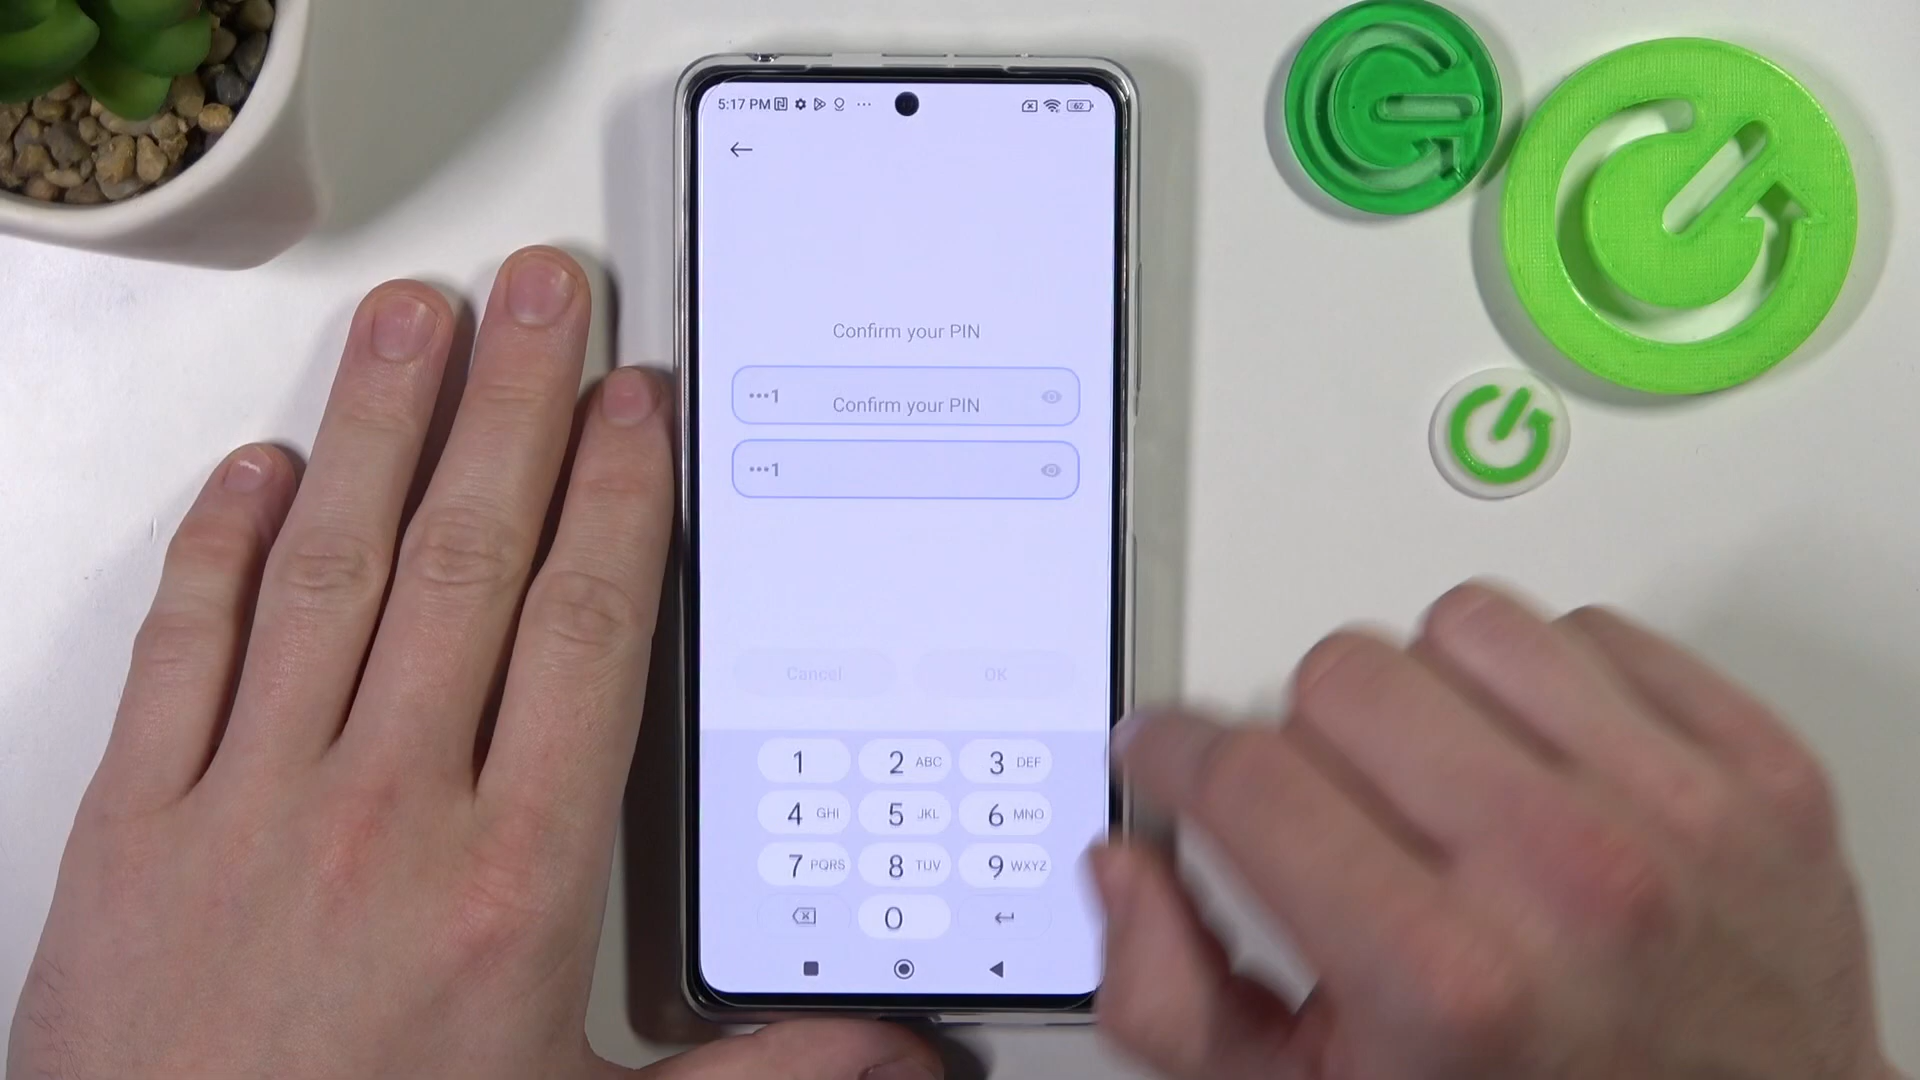 5:17 PM 62
Confirm your PIN
•••1
Confirm your PIN
•••1
Cancel OK
1 2 ABC 3 DEF
4 GHI 5 JKL 6 MNO
7 PQRS 8 TUV 9 WXYZ
0